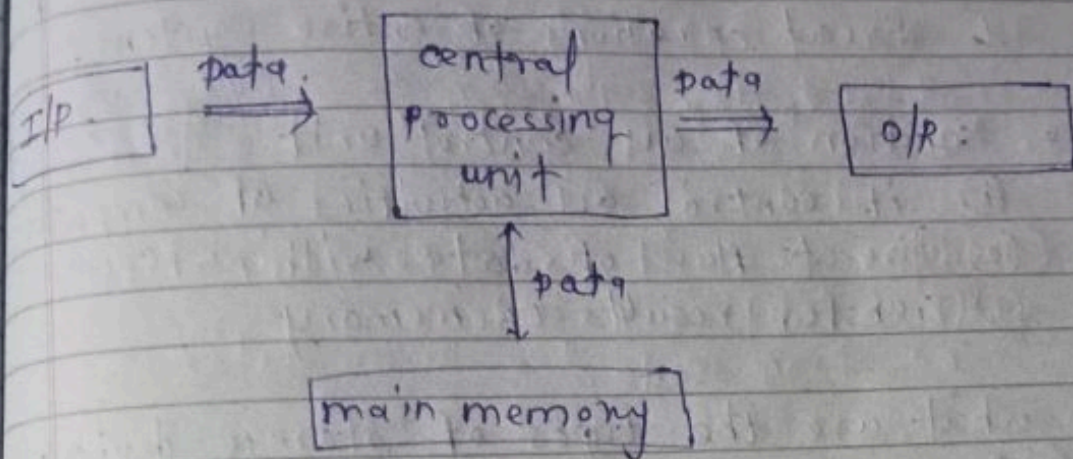 I/P.
Data.
central
processing
unit
Data
O/P :
Data
main memory